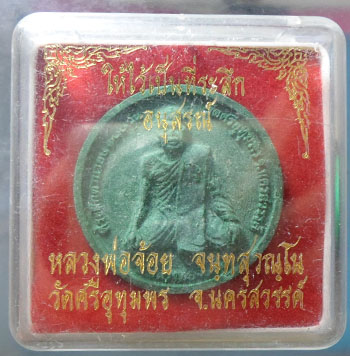 ให้ไว้เป็นที่ระลึก
อนุสรณ์
หลวงพ่อจ้อย จนฺทสุวณฺโณ
วัดศรีอุทุมพร จ.นครสวรรค์